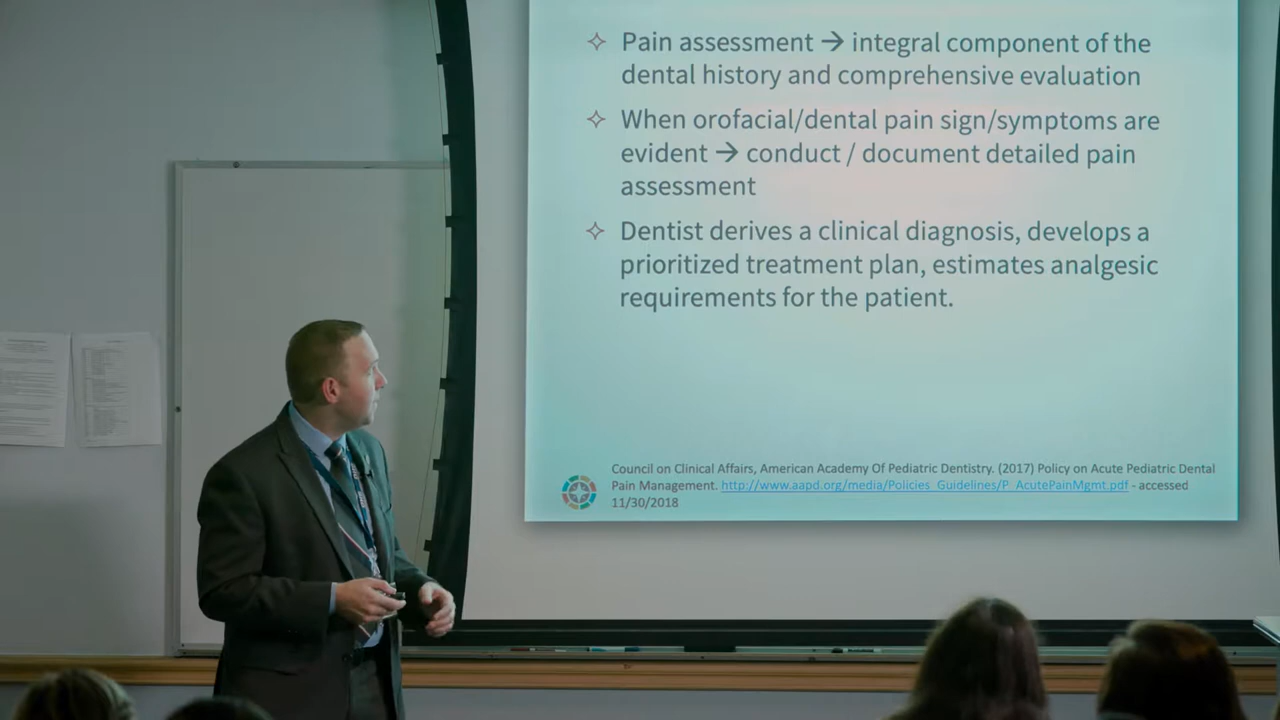 Pain assessment → integral component of the
dental history and comprehensive evaluation
When orofacial/dental pain sign/symptoms are
evident → conduct / document detailed pain
assessment
Dentist derives a clinical diagnosis, develops a
prioritized treatment plan, estimates analgesic
requirements for the patient.
Council on Clinical Affairs, American Academy Of Pediatric Dentistry. (2017) Policy on Acute Pediatric Dental
Pain Management. http://www.aapd.org/media/Policies_Guidelines/P_AcutePainMgmt.pdf - accessed
11/30/2018